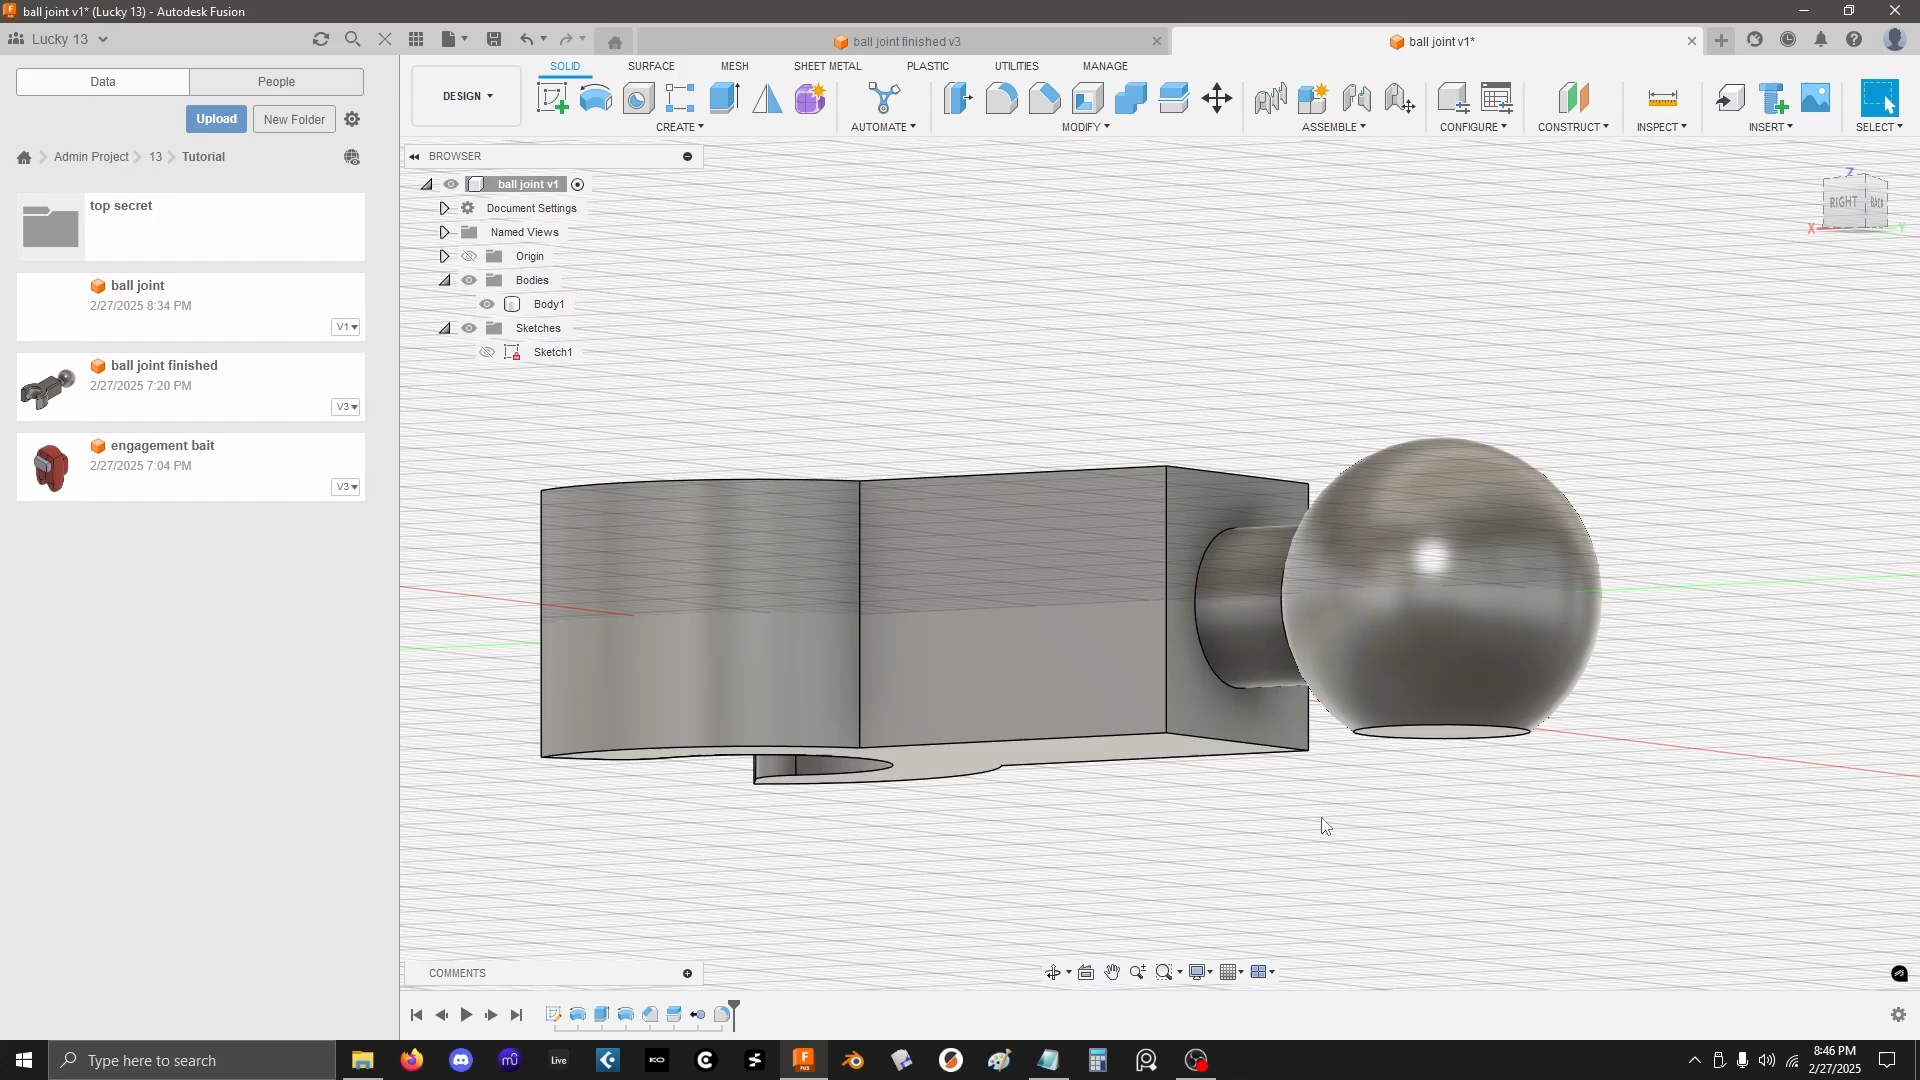 ball joint v1* (Lucky 13) - Autodesk Fusion
Lucky 13
ball joint finished v3
ball joint v1*
Data
People
Upload
New Folder
Admin Project
13
Tutorial
top secret
ball joint
2/27/2025 8:34 PM
V1
ball joint finished
2/27/2025 7:20 PM
V3
engagement bait
2/27/2025 7:04 PM
V3
DESIGN
SOLID
SURFACE
MESH
SHEET METAL
PLASTIC
UTILITIES
MANAGE
CREATE
AUTOMATE
MODIFY
ASSEMBLE
CONFIGURE
CONSTRUCT
INSPECT
INSERT
SELECT
BROWSER
ball joint v1
Document Settings
Named Views
Origin
Bodies
Body1
Sketches
Sketch1
Z
RIGHT
BACK
X
Y
COMMENTS
Type here to search
Live
8:46 PM
2/27/2025